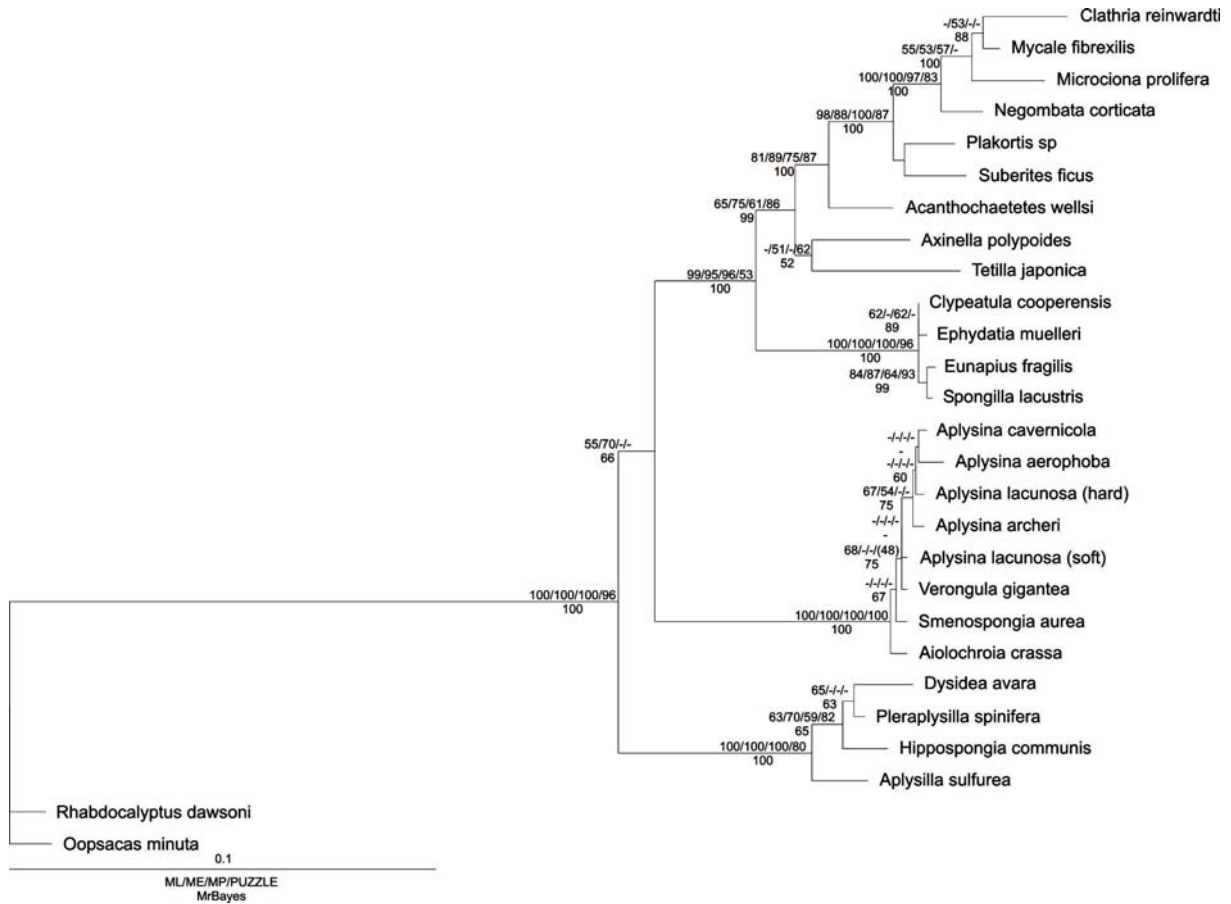 Clathria reinwardti
-/53/-/-
88
Mycale fibrexilis
55/53/57/-
100
Microciona prolifera
100/100/97/83
100
Negombata corticata
98/88/100/87
100
Plakortis sp
81/89/75/87
100
Suberites ficus
65/75/61/86
99
Acanthochaetetes wellsi
Axinella polypoides
-/51/-/62
52
Tetilla japonica
99/95/96/53
100
Clypeatula cooperensis
62/-/62/-
89
Ephydatia muelleri
100/100/100/96
100
Eunapius fragilis
84/87/64/93
99
Spongilla lacustris
Aplysina cavernicola
-/-/-/-
-
55/70/-/-
66
Aplysina aerophoba
-/-/-/-
60
Aplysina lacunosa (hard)
67/54/-/-
75
Aplysina archeri
-/-/-/-
-
Aplysina lacunosa (soft)
68/-/-/(48)
75
Verongula gigantea
-/-/-/-
67
100/100/100/96
100
Smenospongia aurea
100/100/100/100
100
Aiolochroia crassa
Dysidea avara
65/-/-/-
63
Pleraplysilla spinifera
63/70/59/82
65
Hippospongia communis
100/100/100/80
100
Aplysilla sulfurea
Rhabdocalyptus dawsoni
Oopsacas minuta
0.1
ML/ME/MP/PUZZLE
MrBayes